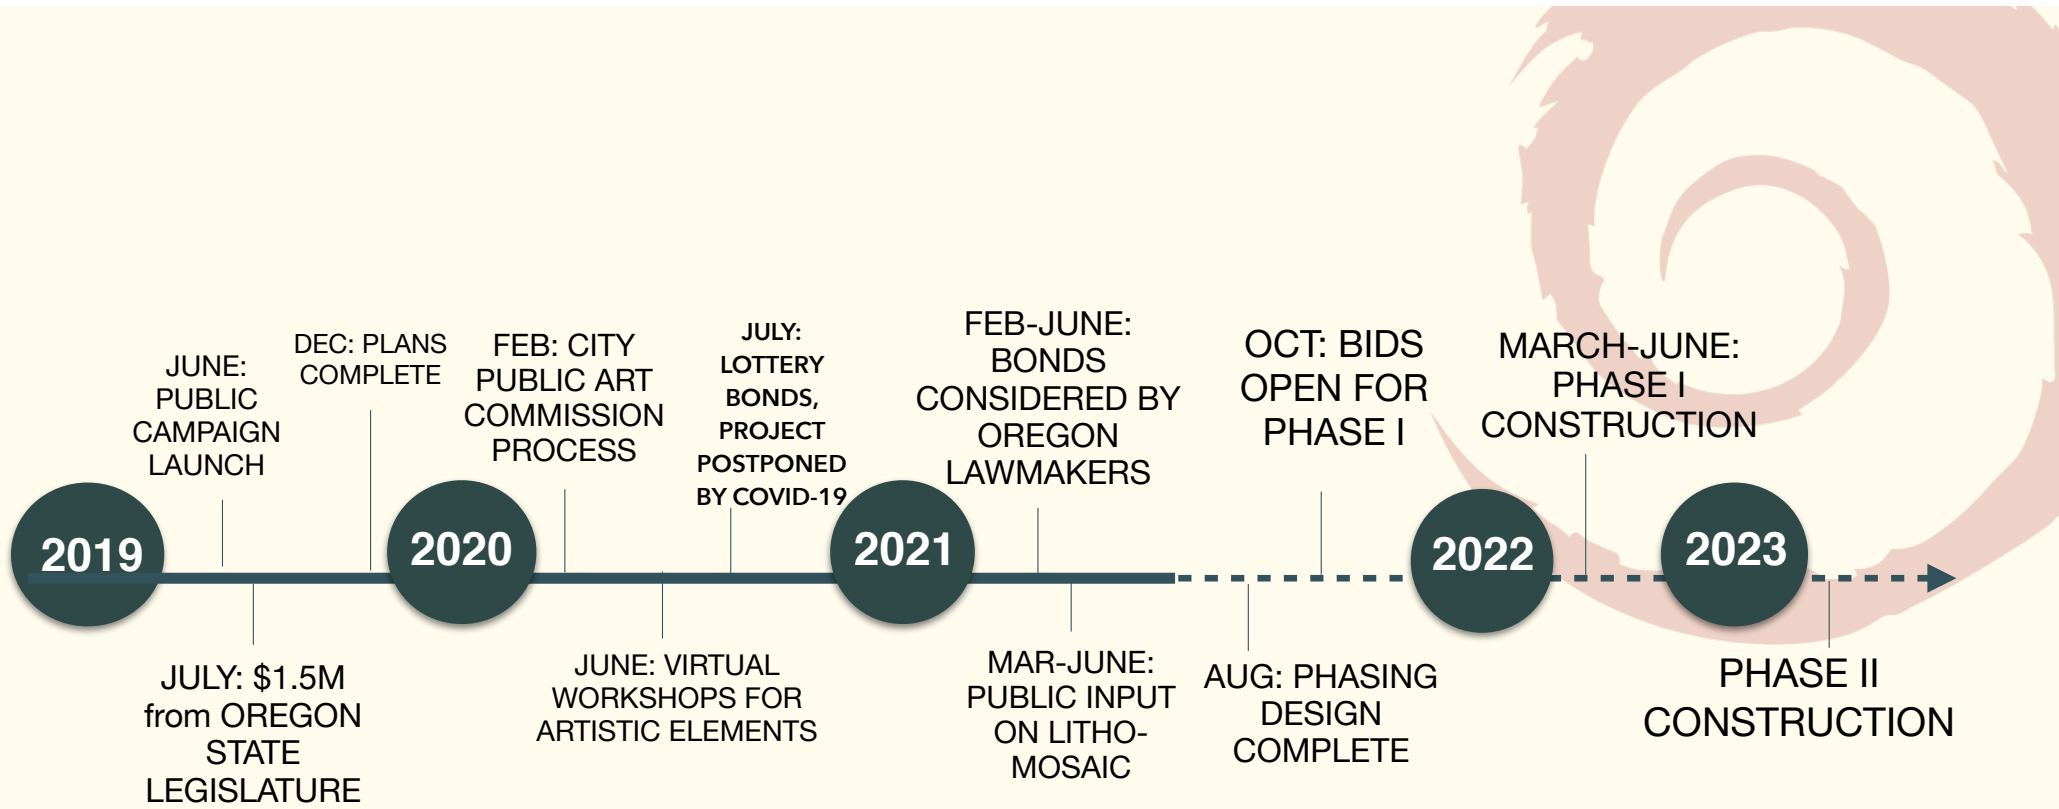 2019
JUNE:
PUBLIC
CAMPAIGN
LAUNCH
JULY: $1.5M
from OREGON
STATE
LEGISLATURE
DEC: PLANS
COMPLETE
2020
FEB: CITY
PUBLIC ART
COMMISSION
PROCESS
JUNE: VIRTUAL
WORKSHOPS FOR
ARTISTIC ELEMENTS
JULY:
LOTTERY
BONDS,
PROJECT
POSTPONED
BY COVID-19
2021
FEB-JUNE:
BONDS
CONSIDERED BY
OREGON
LAWMAKERS
MAR-JUNE:
PUBLIC INPUT
ON LITHO-
MOSAIC
AUG: PHASING
DESIGN
COMPLETE
OCT: BIDS
OPEN FOR
PHASE I
2022
MARCH-JUNE:
PHASE I
CONSTRUCTION
2023
PHASE II
CONSTRUCTION